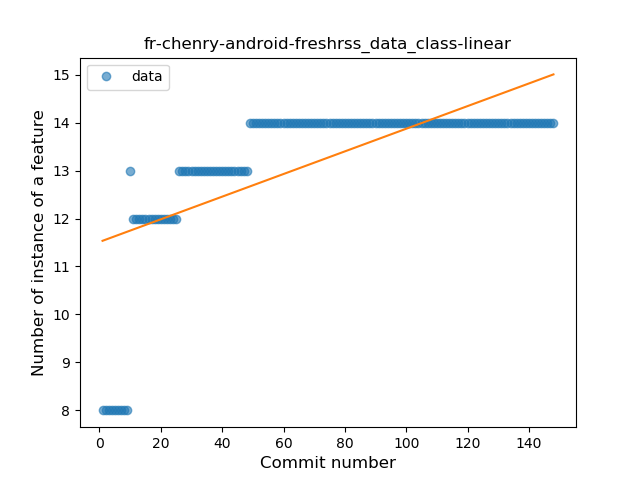 fr-chenry-android-freshrss_data_class-linear
data
Number of instance of a feature
15
14
13
12
11
10
9
8
0 20 40 60 80 100 120 140
Commit number